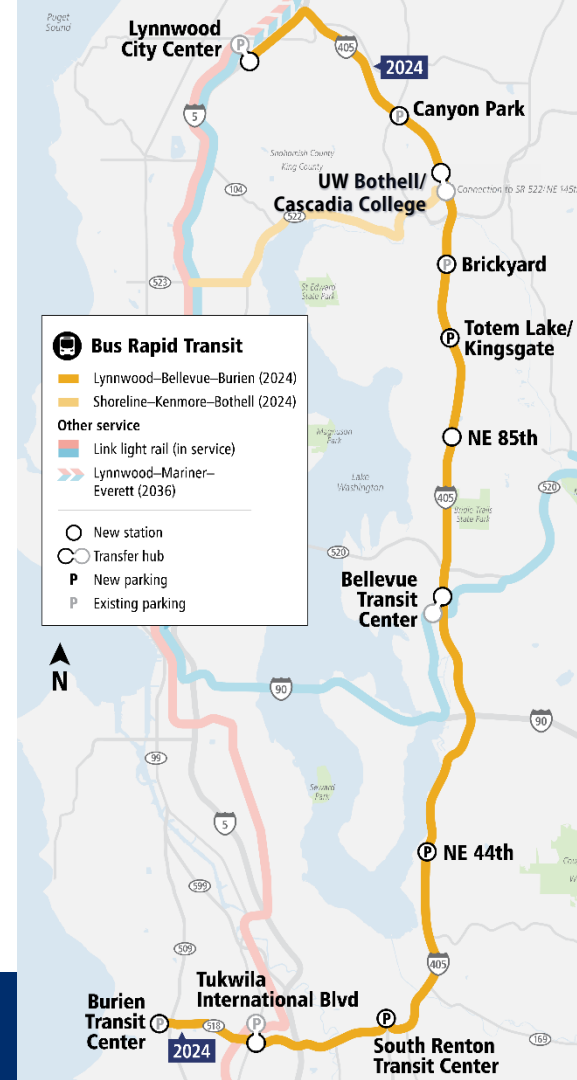 Puget
Sound
Lynnwood
City Center
P
405
2024
5
P
Canyon Park
Snohomish County
King County
104
UW Bothell/
Cascadia College
Connection to SR 522/NE 145th
522
523
P
Brickyard
St Edward
State Park
P
Totem Lake/
Kingsgate
Bus Rapid Transit
Lynnwood–Bellevue–Burien (2024)
Shoreline–Kenmore–Bothell (2024)
Other service
Link light rail (in service)
Lynnwood–Mariner–
Everett (2036)
New station
Transfer hub
P New parking
P Existing parking
Magnuson
Park
NE 85th
Lake
Washington
405
520
Bridle Trails
State Park
520
Bellevue
Transit
Center
N
90
90
99
Seward
Park
5
P
NE 44th
599
509
405
Tukwila
International Blvd
Burien
Transit
Center
P
518
P
P
2024
South Renton
Transit Center
169